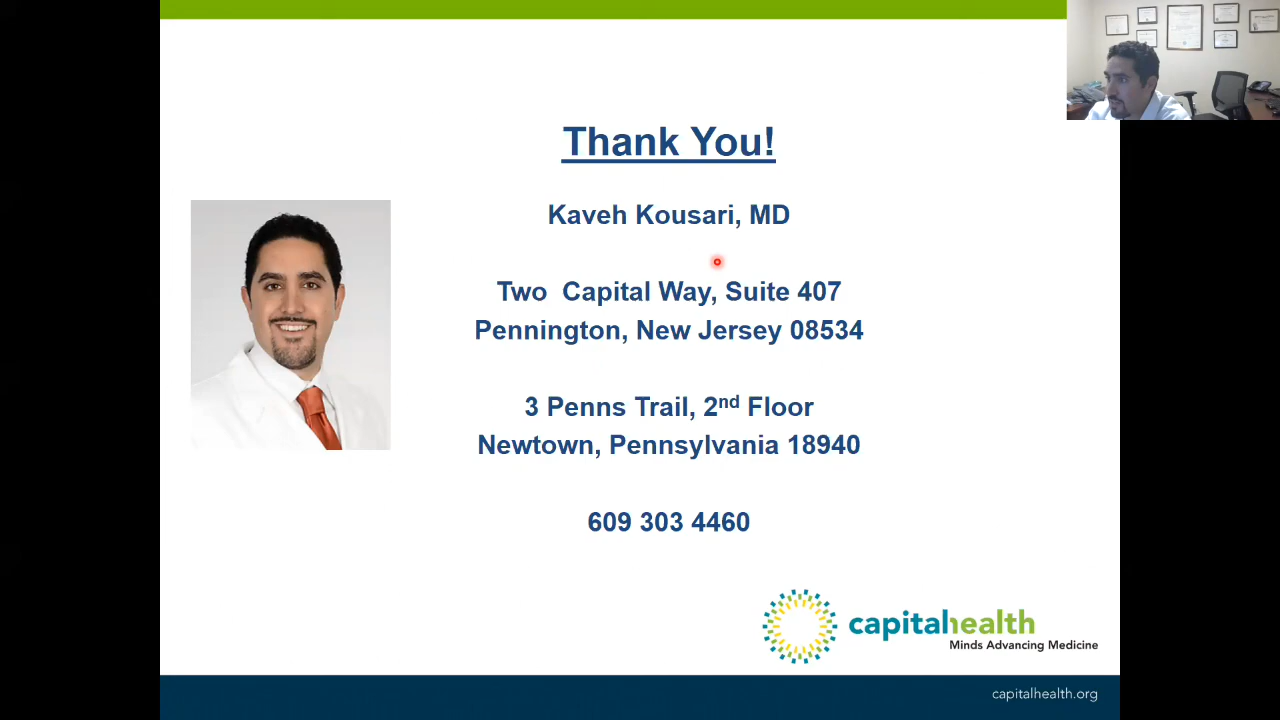 Thank You!
Kaveh Kousari, MD
Two Capital Way, Suite 407
Pennington, New Jersey 08534
3 Penns Trail, 2nd Floor
Newtown, Pennsylvania 18940
609 303 4460
capitalhealth
Minds Advancing Medicine
capitalhealth.org